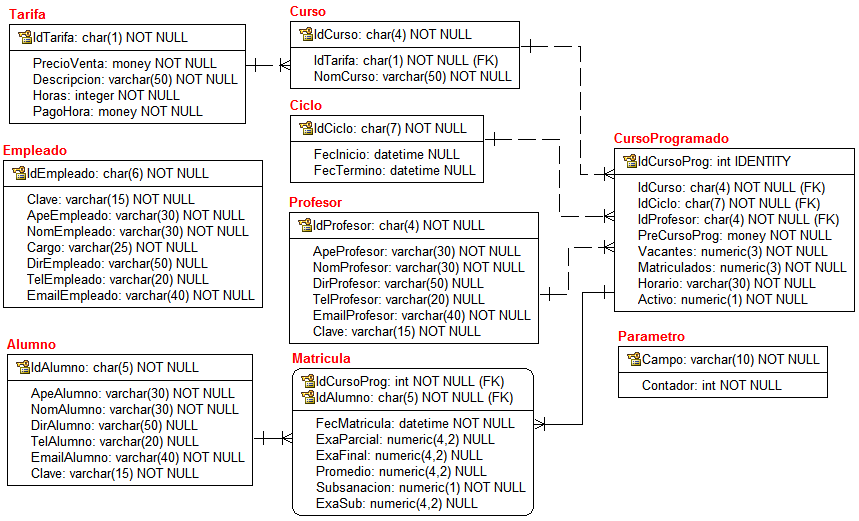 Tarifa
IdTarifa: char(1) NOT NULL
PrecioVenta: money NOT NULL
Descripcion: varchar(50) NOT NULL
Horas: integer NOT NULL
PagoHora: money NOT NULL
Curso
IdCurso: char(4) NOT NULL
IdTarifa: char(1) NOT NULL (FK)
NomCurso: varchar(50) NOT NULL
Ciclo
IdCiclo: char(7) NOT NULL
FecInicio: datetime NULL
FecTermino: datetime NULL
CursoProgramado
IdCursoProg: int IDENTITY
IdCurso: char(4) NOT NULL (FK)
IdCiclo: char(7) NOT NULL (FK)
IdProfesor: char(4) NOT NULL (FK)
PreCursoProg: money NOT NULL
Vacantes: numeric(3) NOT NULL
Matriculados: numeric(3) NOT NULL
Horario: varchar(30) NOT NULL
Activo: numeric(1) NOT NULL
Empleado
IdEmpleado: char(6) NOT NULL
Clave: varchar(15) NOT NULL
ApeEmpleado: varchar(30) NOT NULL
NomEmpleado: varchar(30) NOT NULL
Cargo: varchar(25) NOT NULL
DirEmpleado: varchar(50) NULL
TelEmpleado: varchar(20) NULL
EmailEmpleado: varchar(40) NOT NULL
Profesor
IdProfesor: char(4) NOT NULL
ApeProfesor: varchar(30) NOT NULL
NomProfesor: varchar(30) NOT NULL
DirProfesor: varchar(50) NULL
TelProfesor: varchar(20) NULL
EmailProfesor: varchar(40) NOT NULL
Clave: varchar(15) NOT NULL
Alumno
IdAlumno: char(5) NOT NULL
ApeAlumno: varchar(30) NOT NULL
NomAlumno: varchar(30) NOT NULL
DirAlumno: varchar(50) NULL
TelAlumno: varchar(20) NULL
EmailAlumno: varchar(40) NOT NULL
Clave: varchar(15) NOT NULL
Matricula
IdCursoProg: int NOT NULL (FK)
IdAlumno: char(5) NOT NULL (FK)
FecMatricula: datetime NOT NULL
ExaParcial: numeric(4,2) NULL
ExaFinal: numeric(4,2) NULL
Promedio: numeric(4,2) NULL
Subsanacion: numeric(1) NOT NULL
ExaSub: numeric(4,2) NULL
Parametro
Campo: varchar(10) NOT NULL
Contador: int NOT NULL